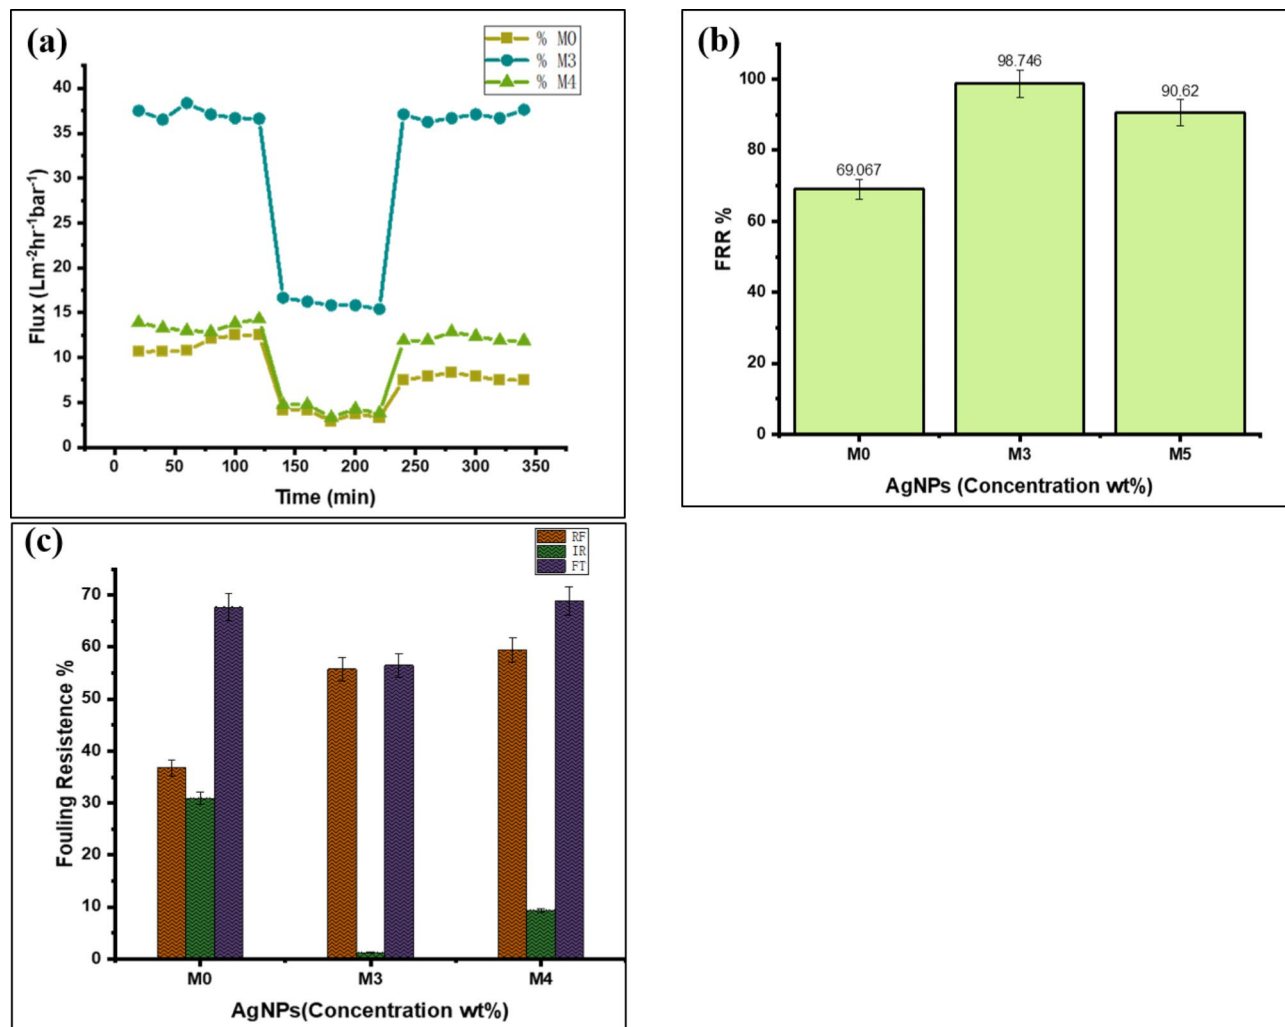 (a)
% M0
% M3
% M4
40
35
30
25
20
15
10
5
0
Flux (Lm⁻²hr⁻¹bar⁻¹)
0 50 100 150 200 250 300 350
Time (min)
(b)
98.746
90.62
69.067
100
80
60
40
20
0
FRR %
M0 M3 M5
AgNPs (Concentration wt%)
(c)
RF
IR
FT
70
60
50
40
30
20
10
0
Fouling Resistence %
M0 M3 M4
AgNPs(Concentration wt%)